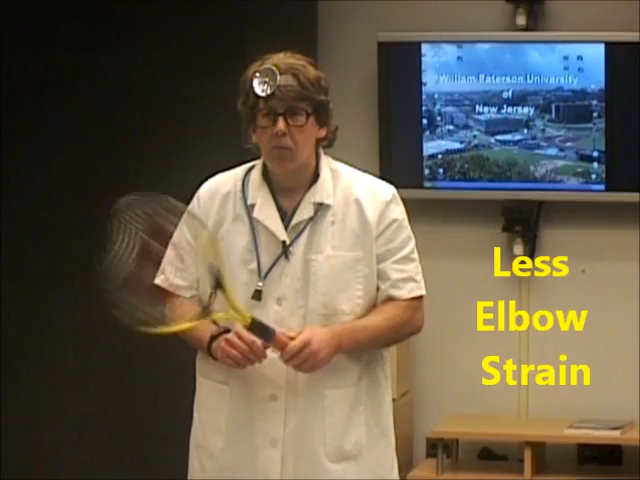 William Paterson University
of
New Jersey
Less
Elbow
Strain